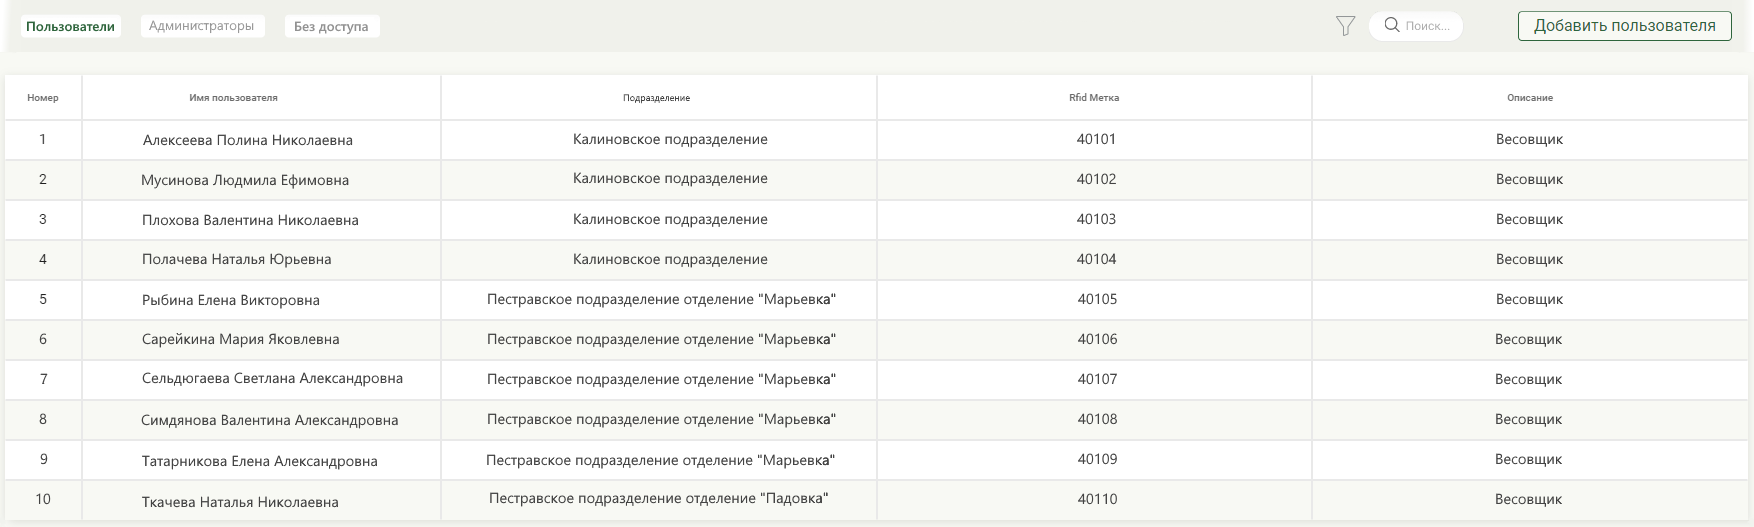 Пользователи Администраторы Без доступа Поиск... Добавить пользователя
Номер Имя пользователя Подразделение Rfid Метка Описание
1 Алексеева Полина Николаевна Калиновское подразделение 40101 Весовщик
2 Мусинова Людмила Ефимовна Калиновское подразделение 40102 Весовщик
3 Плохова Валентина Николаевна Калиновское подразделение 40103 Весовщик
4 Полачева Наталья Юрьевна Калиновское подразделение 40104 Весовщик
5 Рыбина Елена Викторовна Пестравское подразделение отделение "Марьевка" 40105 Весовщик
6 Сарейкина Мария Яковлевна Пестравское подразделение отделение "Марьевка" 40106 Весовщик
7 Сельдюгаева Светлана Александровна Пестравское подразделение отделение "Марьевка" 40107 Весовщик
8 Симдянова Валентина Александровна Пестравское подразделение отделение "Марьевка" 40108 Весовщик
9 Татарникова Елена Александровна Пестравское подразделение отделение "Марьевка" 40109 Весовщик
10 Ткачева Наталья Николаевна Пестравское подразделение отделение "Падовка" 40110 Весовщик